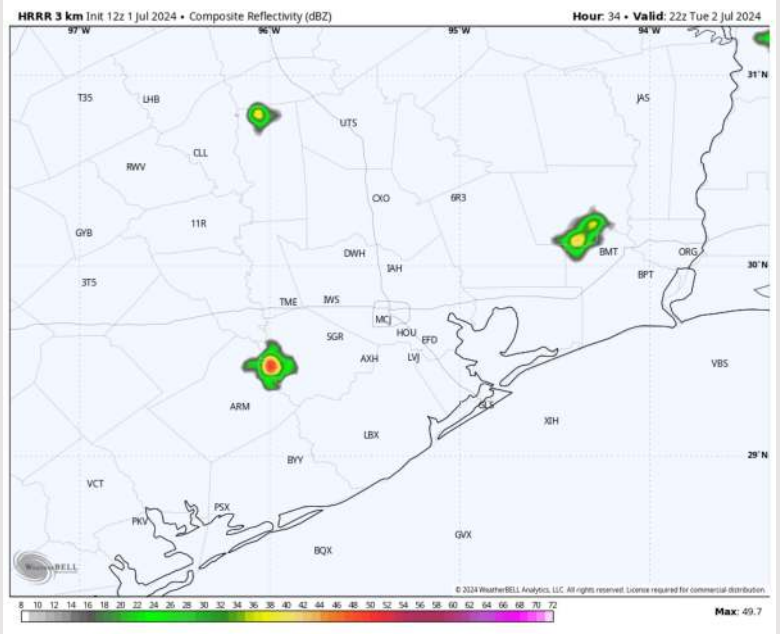 HRRR 3 km Init 12z 1 Jul 2024 • Composite Reflectivity (dBZ) Hour: 34 • Valid: 22z Tue 2 Jul 2024
97°W 96°W 95°W 94°W
31°N
T35 LHB JAS
UTS
CLL
RWV
CXO 6R3
11R
GYB
DWH BMT ORG
IAH 30°N
3T5 BPT
TME IWS
MCJ
SGR HOU EFD
AXH LVJ VBS
ARM GLS
XIH
LBX
BYY 29°N
VCT
PSX
PKV
GVX
BQX
WeatherBELL
© 2024 WeatherBELL Analytics, LLC. All rights reserved. License required for commercial distribution.
8 10 12 14 16 18 20 22 24 26 28 30 32 34 36 38 40 42 44 46 48 50 52 54 56 58 60 62 64 66 68 70 72 Max: 49.7